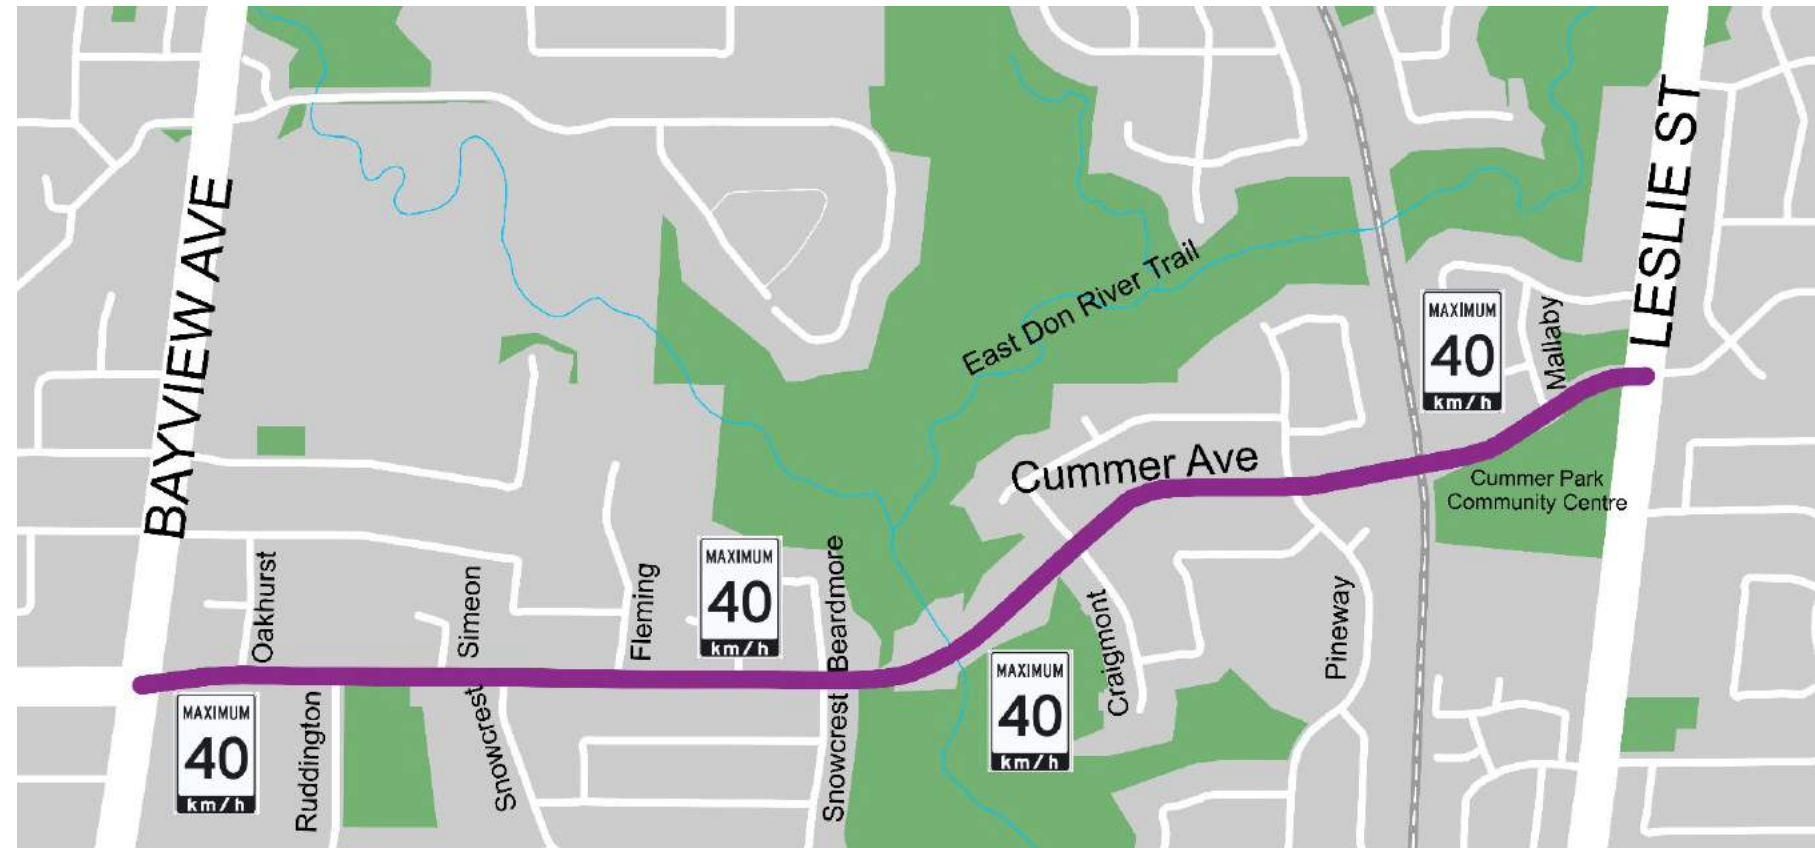 BAYVIEW AVE
LESLIE ST
East Don River Trail
MAXIMUM
40
km/h
Mallaby
Cummer Ave
Cummer Park
Community Centre
Oakhurst
Simeon
Fleming
MAXIMUM
40
km/h
Beardmore
Craigmont
Pineway
MAXIMUM
40
km/h
Ruddington
Snowcrest
Snowcrest
MAXIMUM
40
km/h